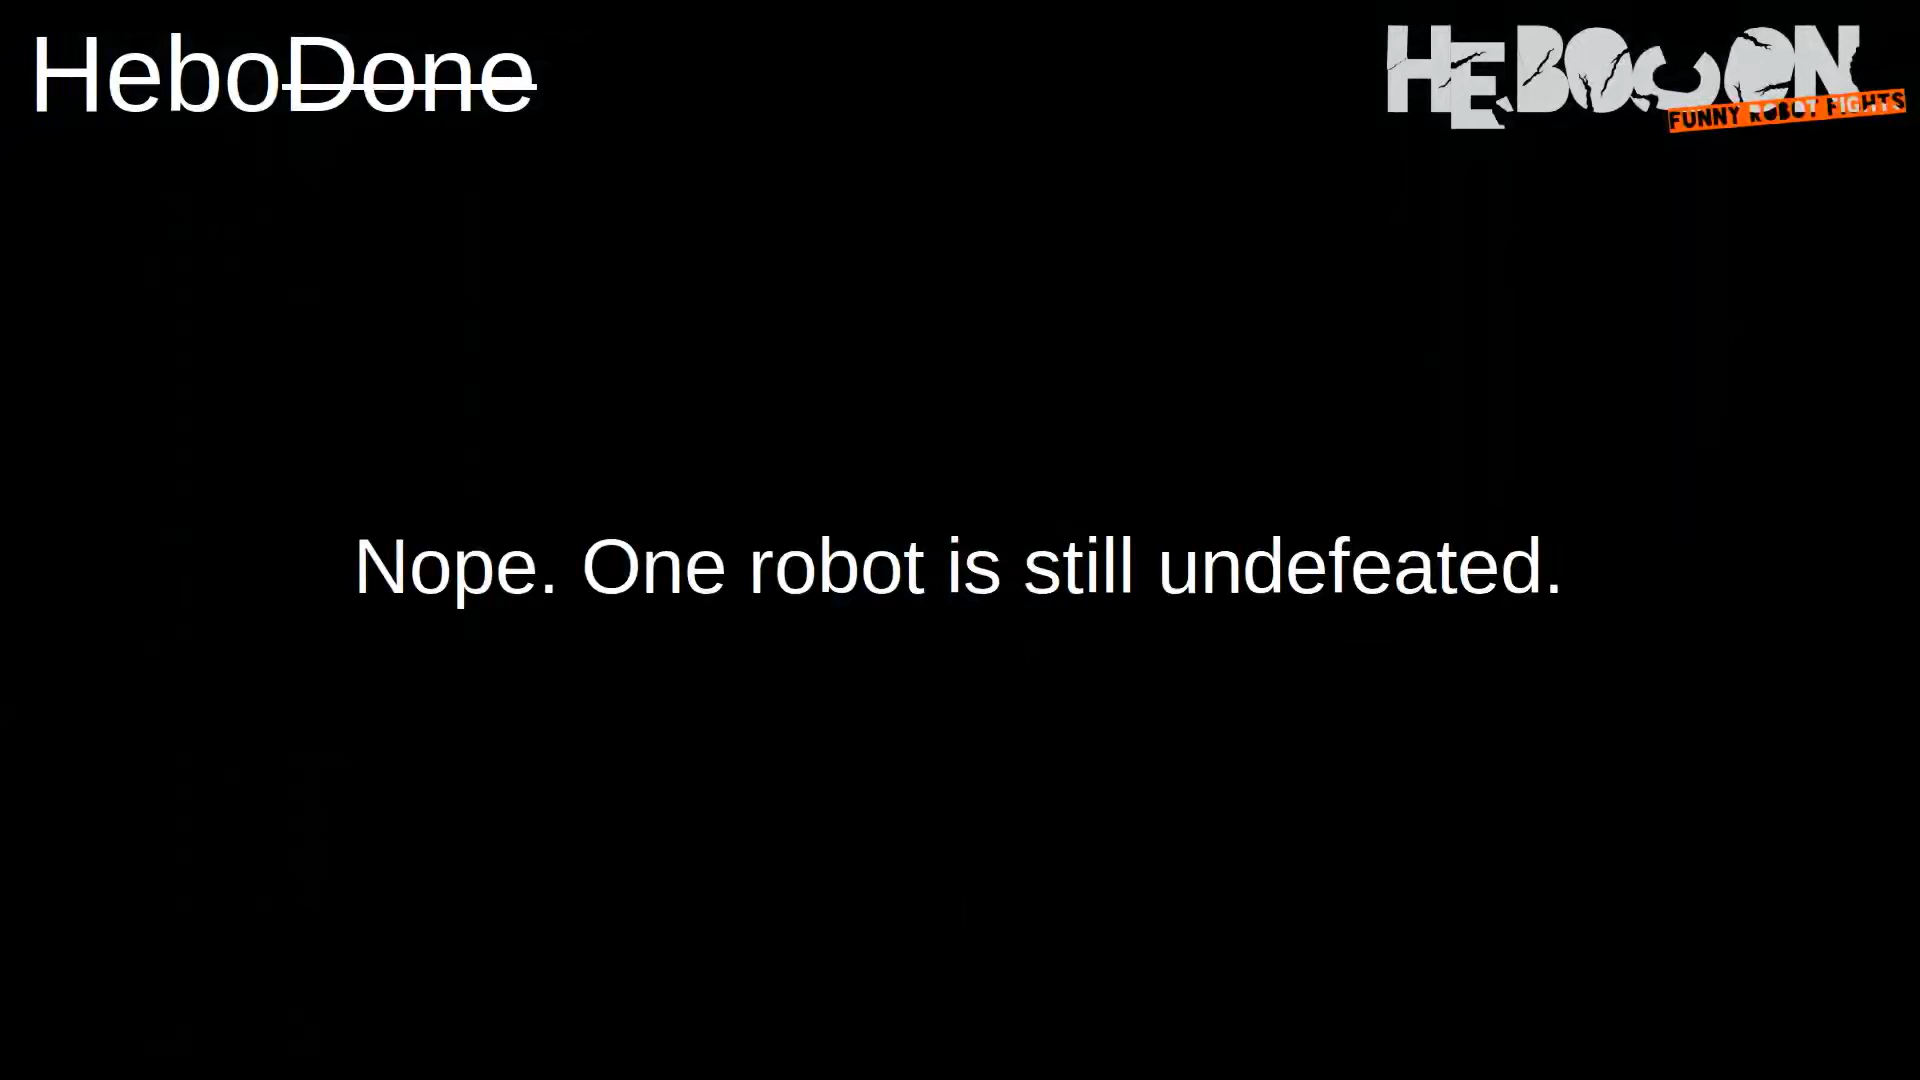 HeboDone
HEBOCON
FUNNY ROBOT FIGHTS
Nope. One robot is still undefeated.